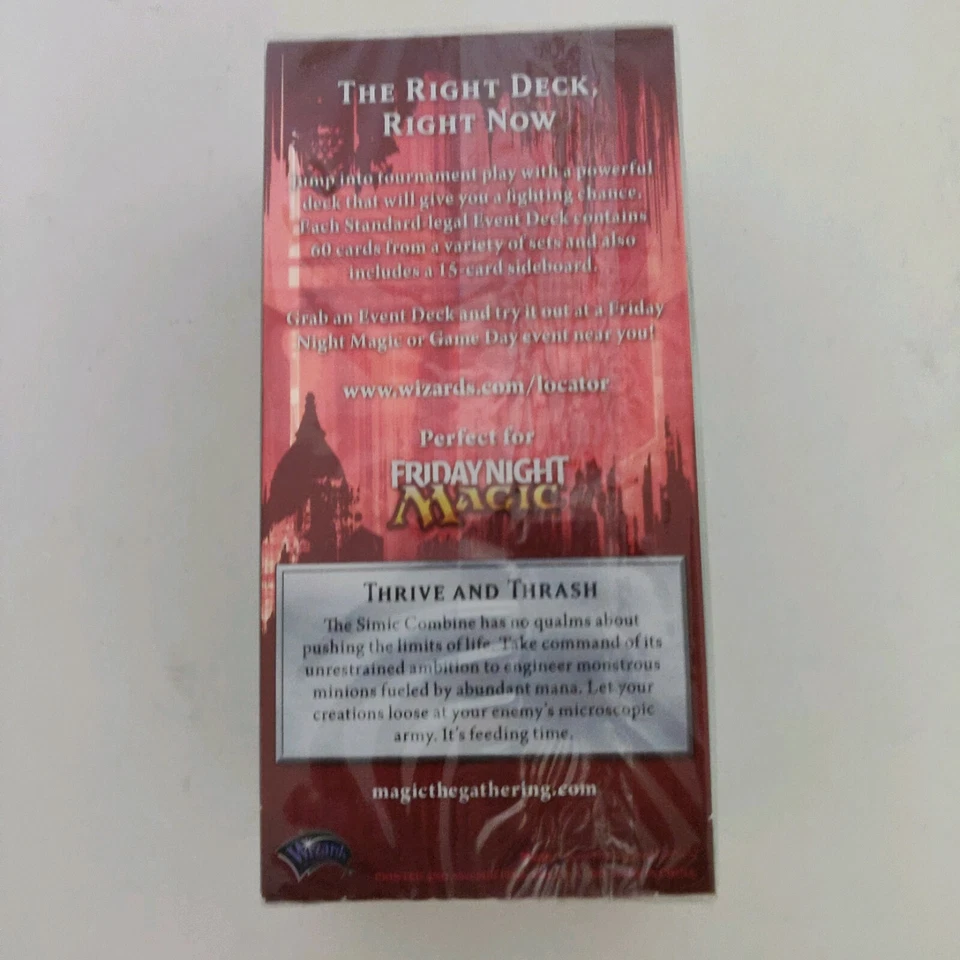 The Right Deck,
Right Now
Jump into tournament play with a powerful
deck that will give you a fighting chance.
Each Standard-legal Event Deck contains
60 cards from a variety of sets and also
includes a 15-card sideboard.
Grab an Event Deck and try it out at a Friday
Night Magic or Game Day event near you!
www.wizards.com/locator
Perfect for
FRIDAY NIGHT
MAGIC
Thrive and Thrash
The Simic Combine has no qualms about
pushing the limits of life. Take command of its
unrestrained ambition to engineer monstrous
minions fueled by abundant mana. Let your
creations loose at your enemy's microscopic
army. It's feeding time.
magicthegathering.com
Wizards